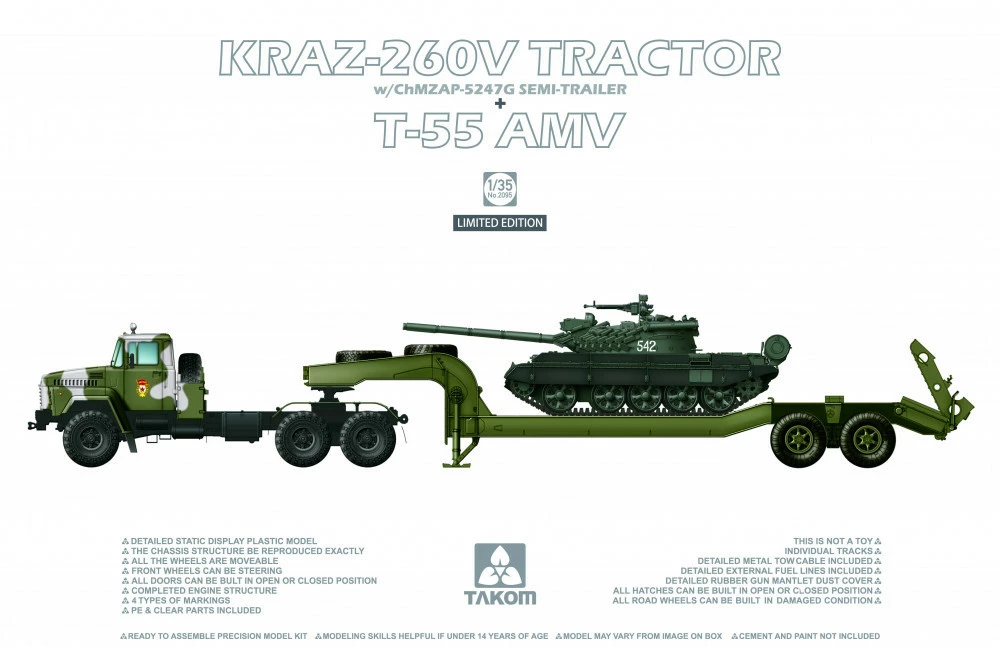 KRAZ-260V TRACTOR
w/ChMZAP-5247G SEMI-TRAILER
+
T-55 AMV
1/35
No.2095
LIMITED EDITION
542
DETAILED STATIC DISPLAY PLASTIC MODEL
THE CHASSIS STRUCTURE BE REPRODUCED EXACTLY
ALL THE WHEELS ARE MOVEABLE
FRONT WHEELS CAN BE STEERING
ALL DOORS CAN BE BULT IN OPEN OR CLOSED POSITION
COMPLETED ENGINE STRUCTURE
4 TYPES OF MARKINGS
PE & CLEAR PARTS INCLUDED
TAKOM
THIS IS NOT A TOY
INDIVIDUAL TRACKS
DETAILED METAL TOW CABLE INCLUDED
DETAILED EXTERNAL FUEL LINES INCLUDED
DETAILED RUBBER GUN MANTLET DUST COVER
ALL HATCHES CAN BE BUILT IN OPEN OR CLOSED POSITION
ALL ROAD WHEELS CAN BE BUILT IN DAMAGED CONDITION
READY TO ASSEMBLE PRECISION MODEL KIT MODELING SKILLS HELPFUL IF UNDER 14 YEARS OF AGE MODEL MAY VARY FROM IMAGE ON BOX CEMENT AND PAINT NOT INCLUDED